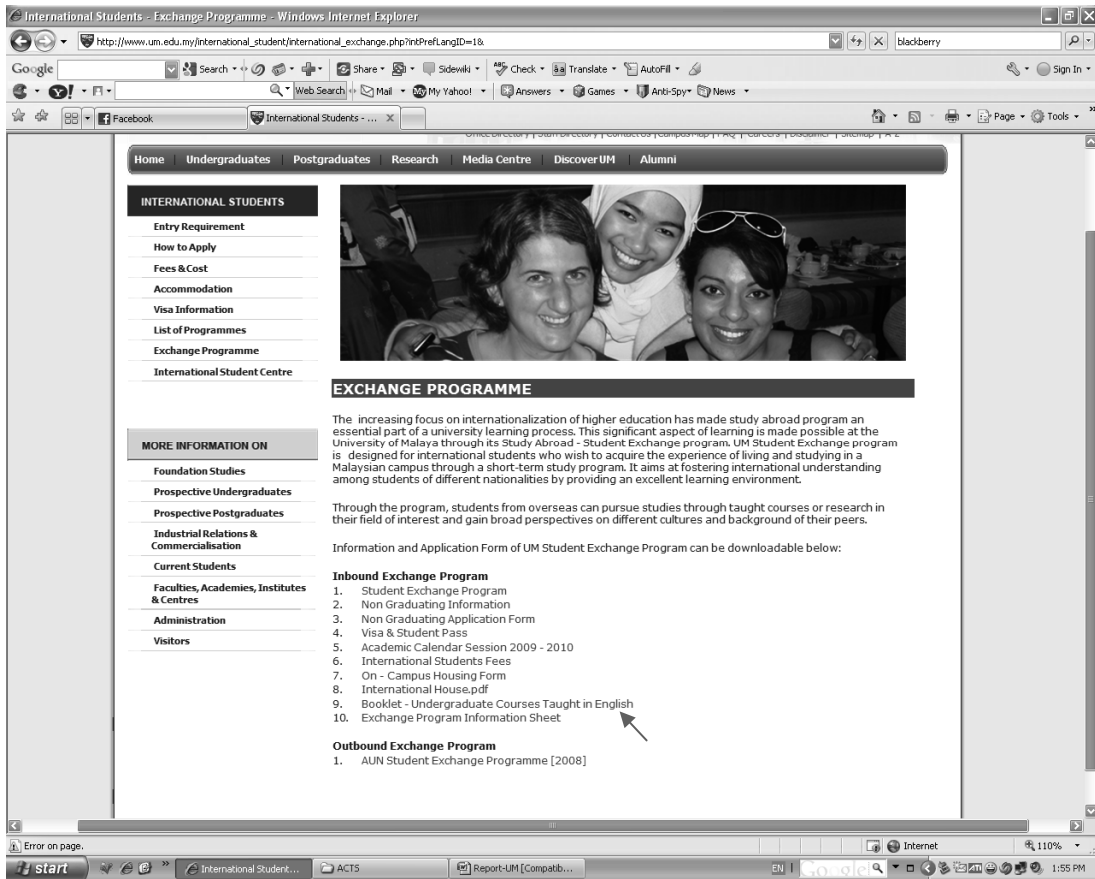 International Students - Exchange Programme - Windows Internet Explorer
http://www.um.edu.my/international_student/international_exchange.php?intPrefLangID=1&
blackberry
Google Search Share Sidewiki Check Translate AutoFill Sign In
Y! Web Search Mail My Yahoo! Answers Games Anti-Spy News
Facebook International Students - ... Page Tools
Office Directory | Staff Directory | Contact Us | Campus Map | FAQ | Careers | Disclaimer | Sitemap | A-Z
Home | Undergraduates | Postgraduates | Research | Media Centre | Discover UM | Alumni
INTERNATIONAL STUDENTS
Entry Requirement
How to Apply
Fees & Cost
Accommodation
Visa Information
List of Programmes
Exchange Programme
International Student Centre
MORE INFORMATION ON
Foundation Studies
Prospective Undergraduates
Prospective Postgraduates
Industrial Relations &
Commercialisation
Current Students
Faculties, Academies, Institutes
& Centres
Administration
Visitors
EXCHANGE PROGRAMME
The increasing focus on internationalization of higher education has made study abroad program an
essential part of a university learning process. This significant aspect of learning is made possible at the
University of Malaya through its Study Abroad - Student Exchange program. UM Student Exchange program
is designed for international students who wish to acquire the experience of living and studying in a
Malaysian campus through a short-term study program. It aims at fostering international understanding
among students of different nationalities by providing an excellent learning environment.
Through the program, students from overseas can pursue studies through taught courses or research in
their field of interest and gain broad perspectives on different cultures and background of their peers.
Information and Application Form of UM Student Exchange Program can be downloadable below:
Inbound Exchange Program
1. Student Exchange Program
2. Non Graduating Information
3. Non Graduating Application Form
4. Visa & Student Pass
5. Academic Calendar Session 2009 - 2010
6. International Students Fees
7. On - Campus Housing Form
8. International House.pdf
9. Booklet - Undergraduate Courses Taught in English
10. Exchange Program Information Sheet
Outbound Exchange Program
1. AUN Student Exchange Programme [2008]
Error on page. Internet 110%
start International Student... ACTS Report-UM [Compatib... EN Google 1:55 PM